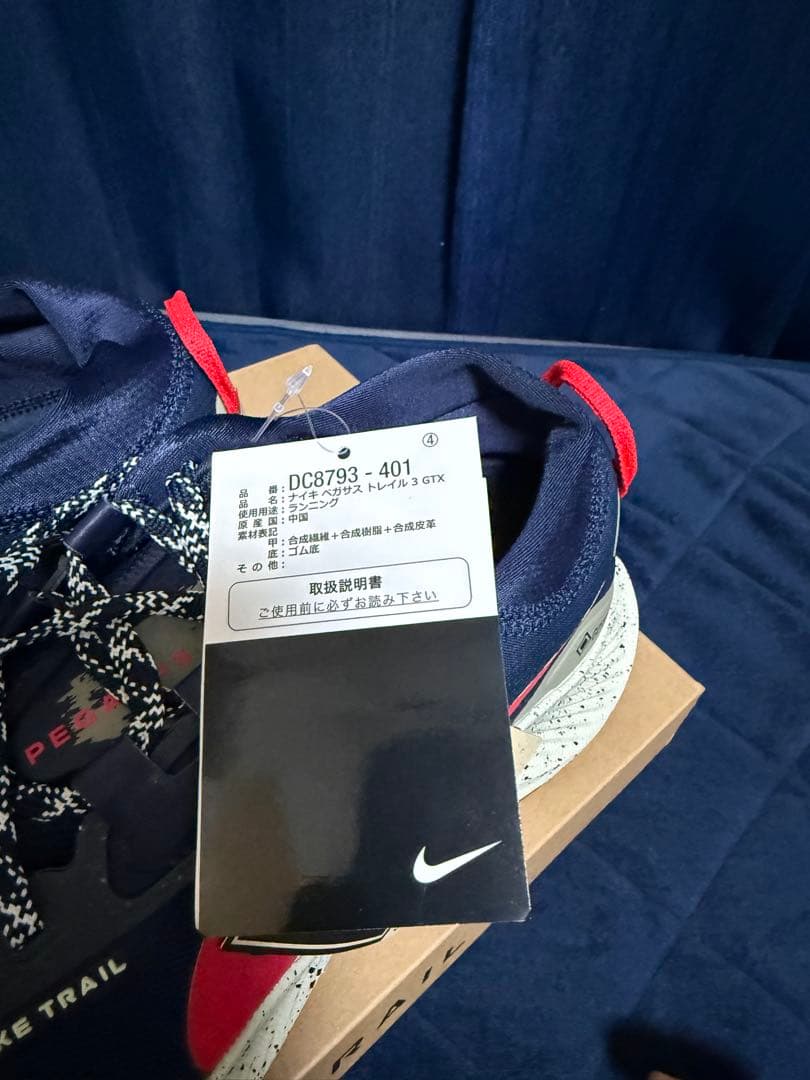 ④
品 番：DC8793 - 401
品 名：ナイキ ペガサス トレイル 3 GTX
使用用途：ランニング
原 産 国：中国
素材表記
甲：合成繊維＋合成樹脂＋合成皮革
底：ゴム底
そ の 他：
取扱説明書
ご使用前に必ずお読み下さい
PEGA S
KE TRAIL
RAIL